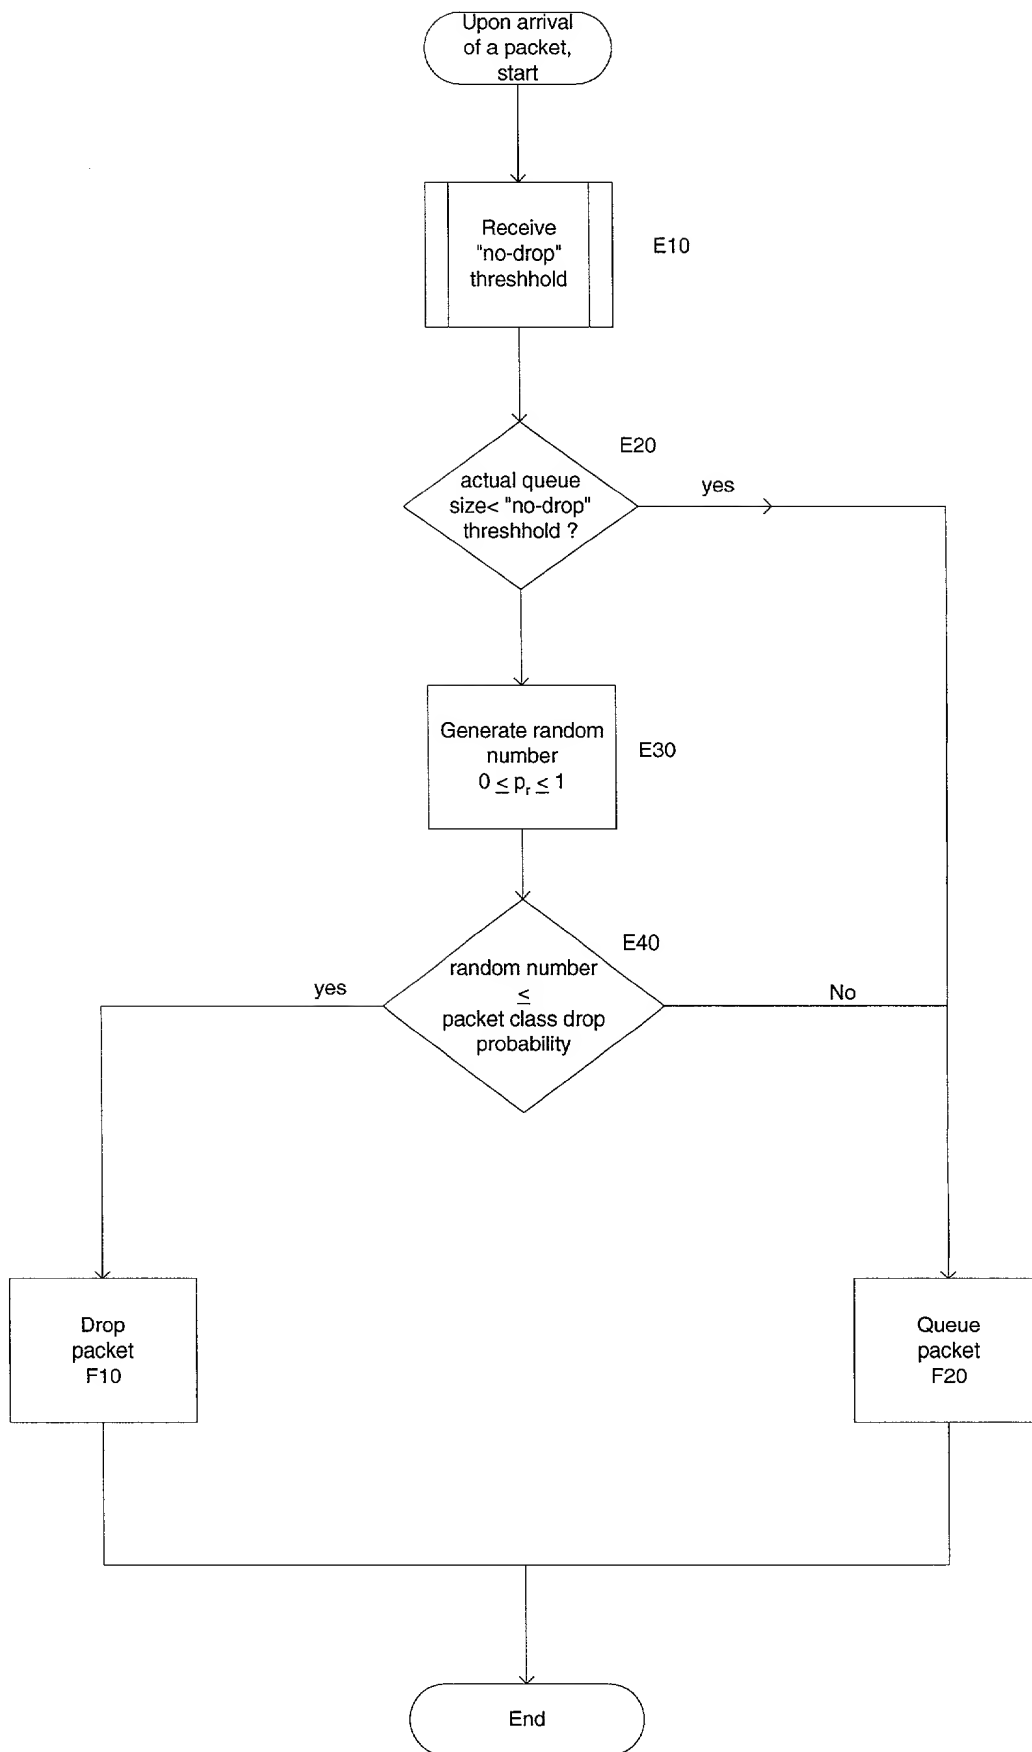 Upon arrival
of a packet,
start
Receive
"no-drop"
threshhold
E10
E20
actual queue
size< "no-drop"
threshhold ?
yes
Generate random
number
0 ≤ pᵣ ≤ 1
E30
E40
random number
≤
packet class drop
probability
yes
No
Drop
packet
F10
Queue
packet
F20
End